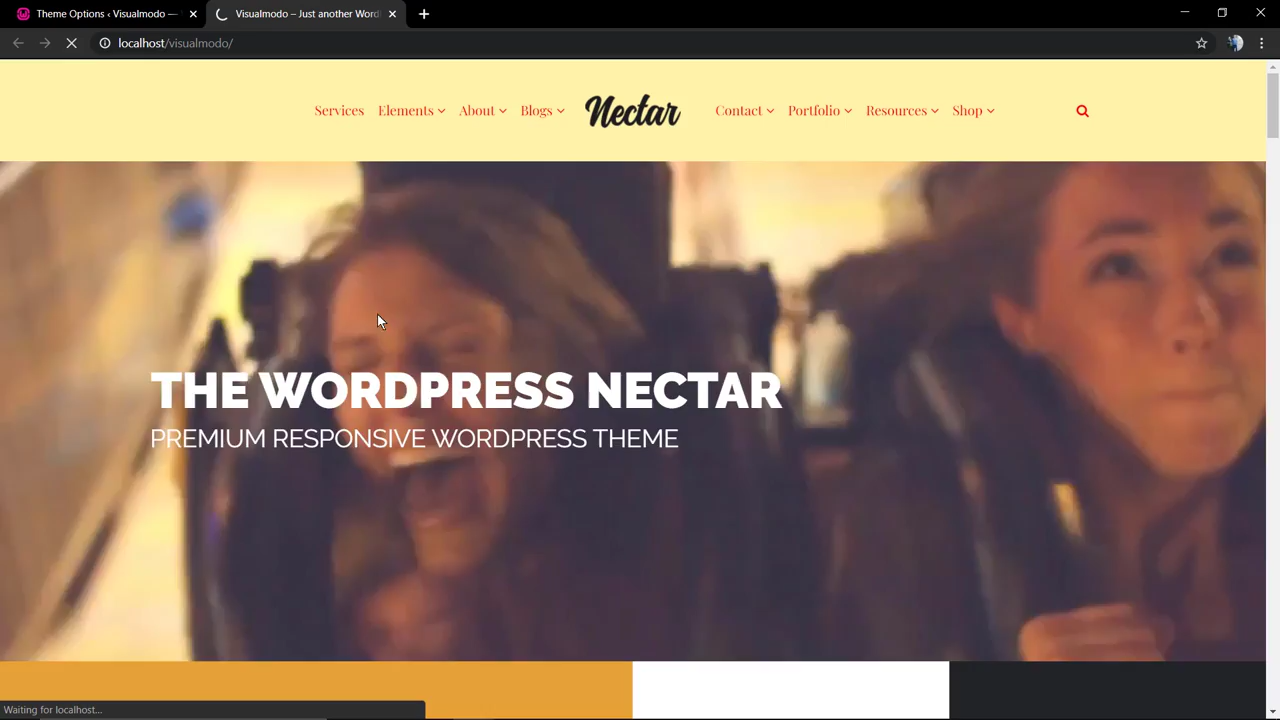 Theme Options ‹ Visualmodo —
Visualmodo – Just another Word
localhost/visualmodo/
Services Elements About Blogs Nectar Contact Portfolio Resources Shop
THE WORDPRESS NECTAR
PREMIUM RESPONSIVE WORDPRESS THEME
Waiting for localhost...